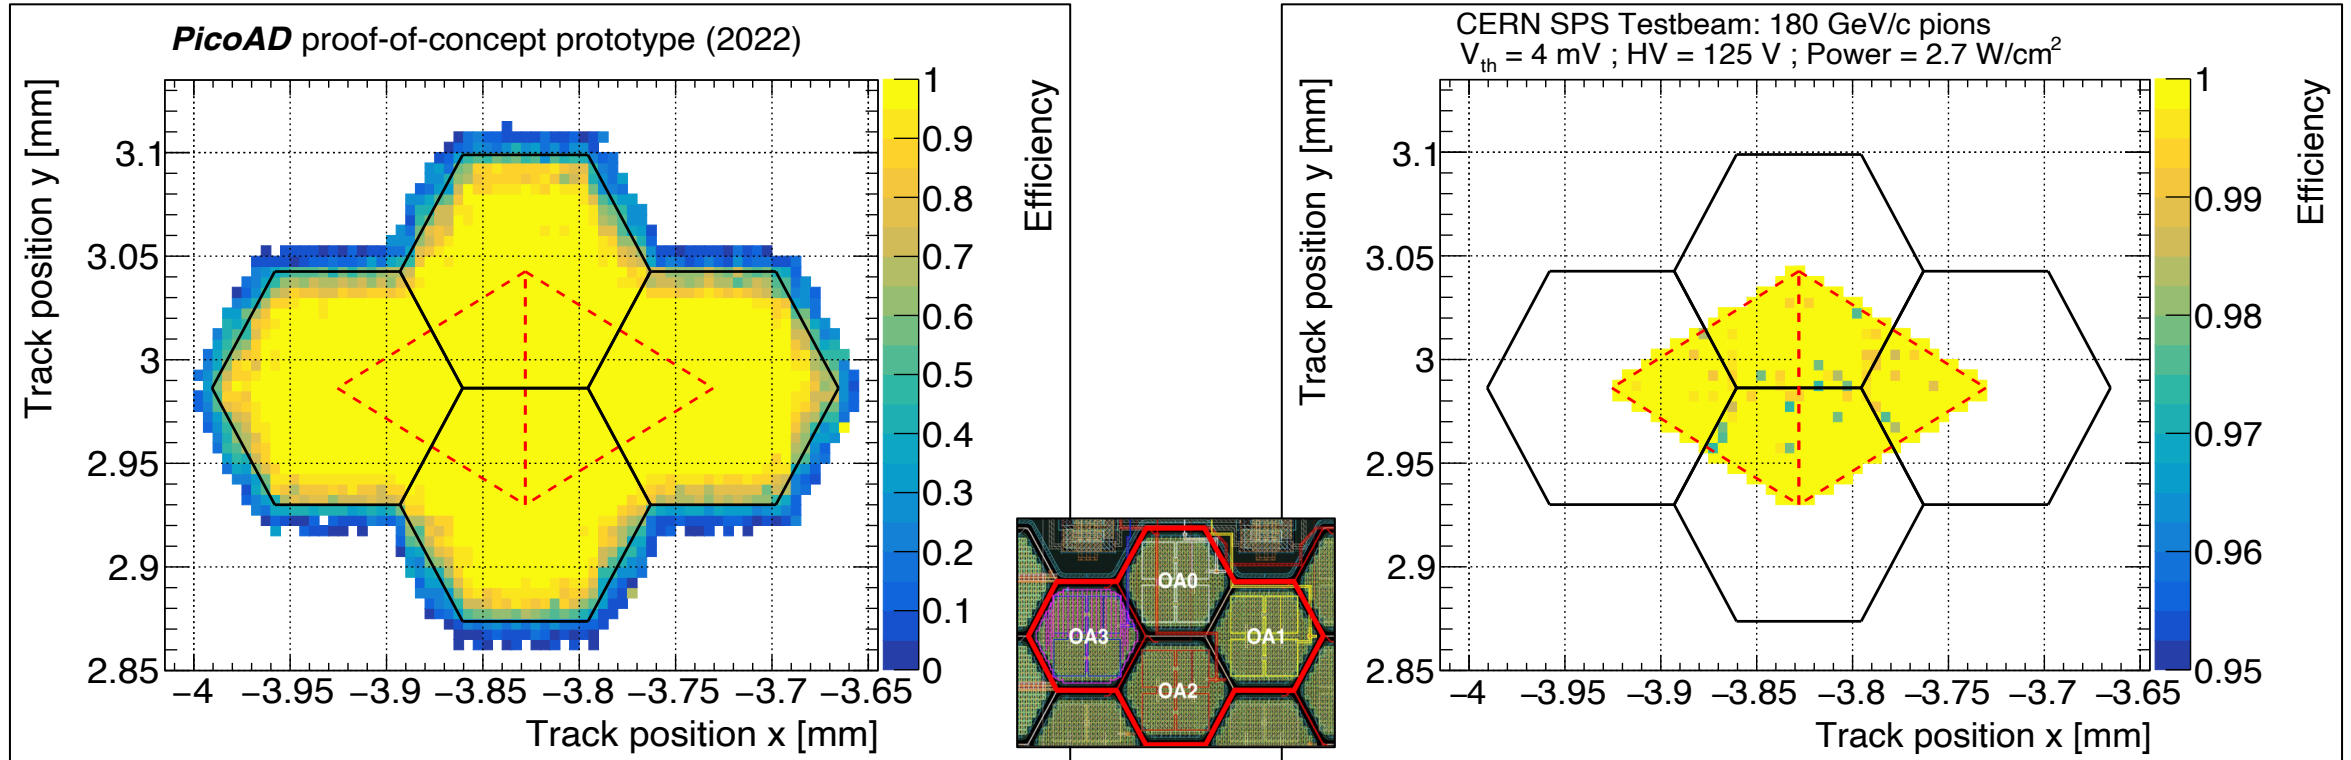 PicoAD proof-of-concept prototype (2022)
Track position y [mm]
3.1
3.05
3
2.95
2.9
2.85
−4 −3.95 −3.9 −3.85 −3.8 −3.75 −3.7 −3.65
Track position x [mm]
1
0.9
0.8
0.7
0.6
0.5
0.4
0.3
0.2
0.1
0
Efficiency
OA0
OA3
OA1
OA2
CERN SPS Testbeam: 180 GeV/c pions
Vth = 4 mV ; HV = 125 V ; Power = 2.7 W/cm²
Track position y [mm]
3.1
3.05
3
2.95
2.9
2.85
−4 −3.95 −3.9 −3.85 −3.8 −3.75 −3.7 −3.65
Track position x [mm]
1
0.99
0.98
0.97
0.96
0.95
Efficiency